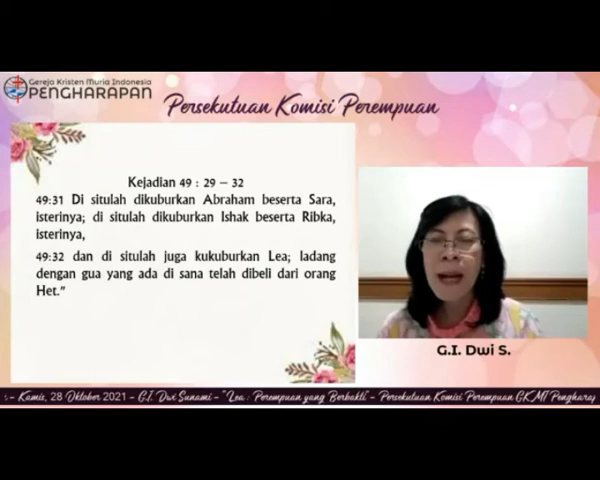 Gereja Kristen Muria Indonesia
PENGHARAPAN
Persekutuan Komisi Perempuan
Kejadian 49 : 29 – 32
49:31 Di situlah dikuburkan Abraham beserta Sara,
isterinya; di situlah dikuburkan Ishak beserta Ribka,
isterinya,
49:32 dan di situlah juga kukuburkan Lea; ladang
dengan gua yang ada di sana telah dibeli dari orang
Het.”
G.I. Dwi S.
- Kamis, 28 Oktober 2021 - G.I. Dwi Sunami - "Lea : Perempuan yang Berbakti" - Persekutuan Komisi Perempuan GKMI Pengharap